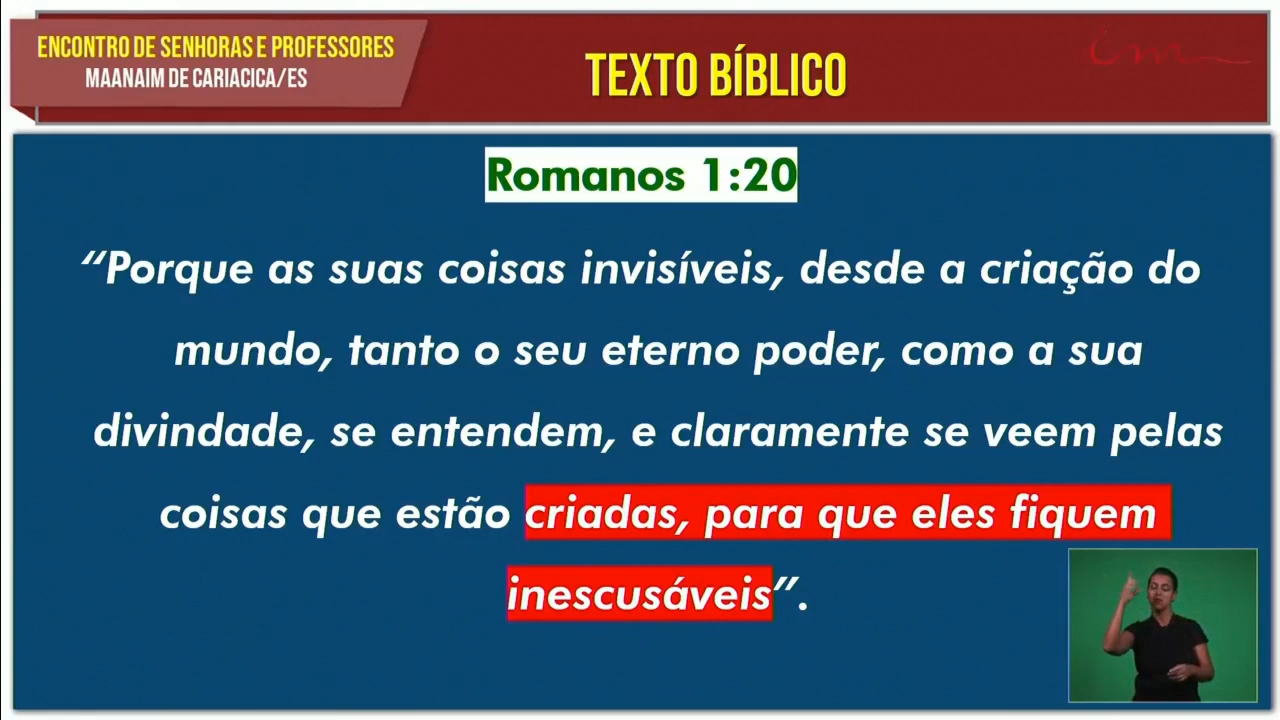 ENCONTRO DE SENHORAS E PROFESSORES
MAANAIM DE CARIACICA/ES
TEXTO BÍBLICO
Romanos 1:20
“Porque as suas coisas invisíveis, desde a criação do
mundo, tanto o seu eterno poder, como a sua
divindade, se entendem, e claramente se veem pelas
coisas que estão criadas, para que eles fiquem
inescusáveis”.